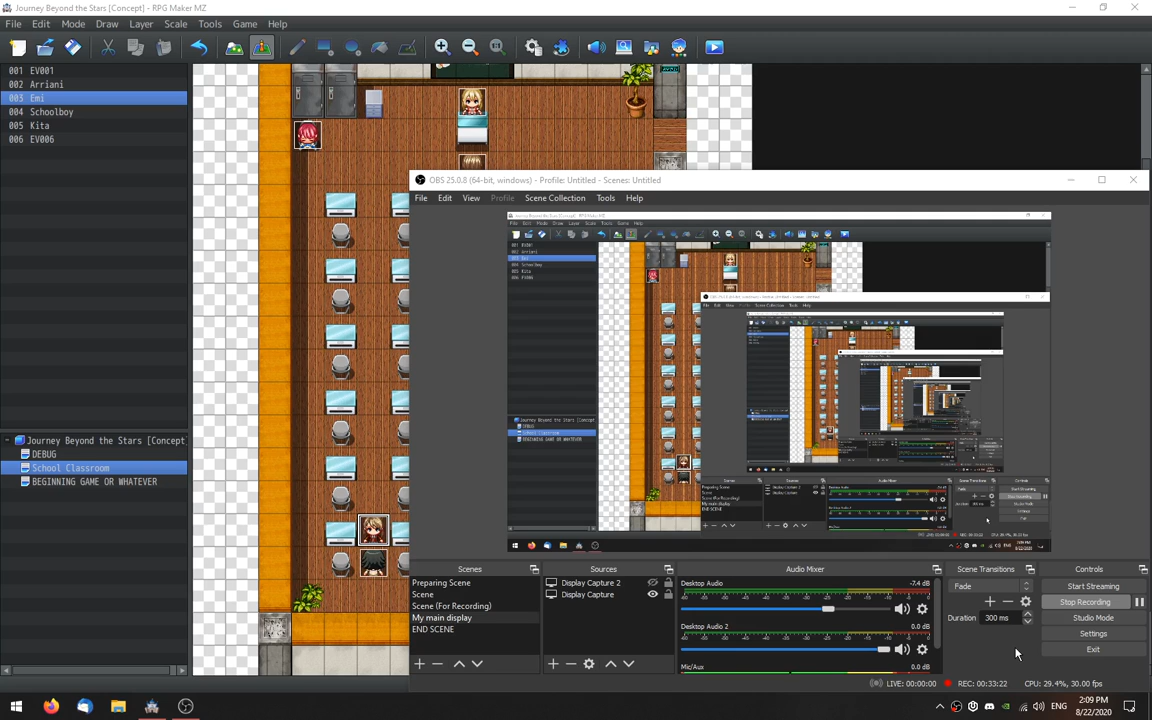 Journey Beyond the Stars [Concept] - RPG Maker MZ
File Edit Mode Draw Layer Scale Tools Game Help
001 EV001
002 Arriani
003 Emi
004 Schoolboy
005 Kita
006 EV006
Journey Beyond the Stars [Concept
DEBUG
School Classroom
BEGINNING GAME OR WHATEVER
OBS 25.0.8 (64-bit, windows) - Profile: Untitled - Scenes: Untitled
File Edit View Profile Scene Collection Tools Help
Scenes
Preparing Scene
Scene
Scene (For Recording)
My main display
END SCENE
Sources
Display Capture 2
Display Capture
Audio Mixer
Desktop Audio -7.4 dB
Desktop Audio 2 0.0 dB
Mic/Aux 0.0 dB
Scene Transitions
Fade
Duration 300 ms
Controls
Start Streaming
Stop Recording
Studio Mode
Settings
Exit
LIVE: 00:00:00 REC: 00:33:22 CPU: 29.4%, 30.00 fps
ENG
2:09 PM
8/22/2020